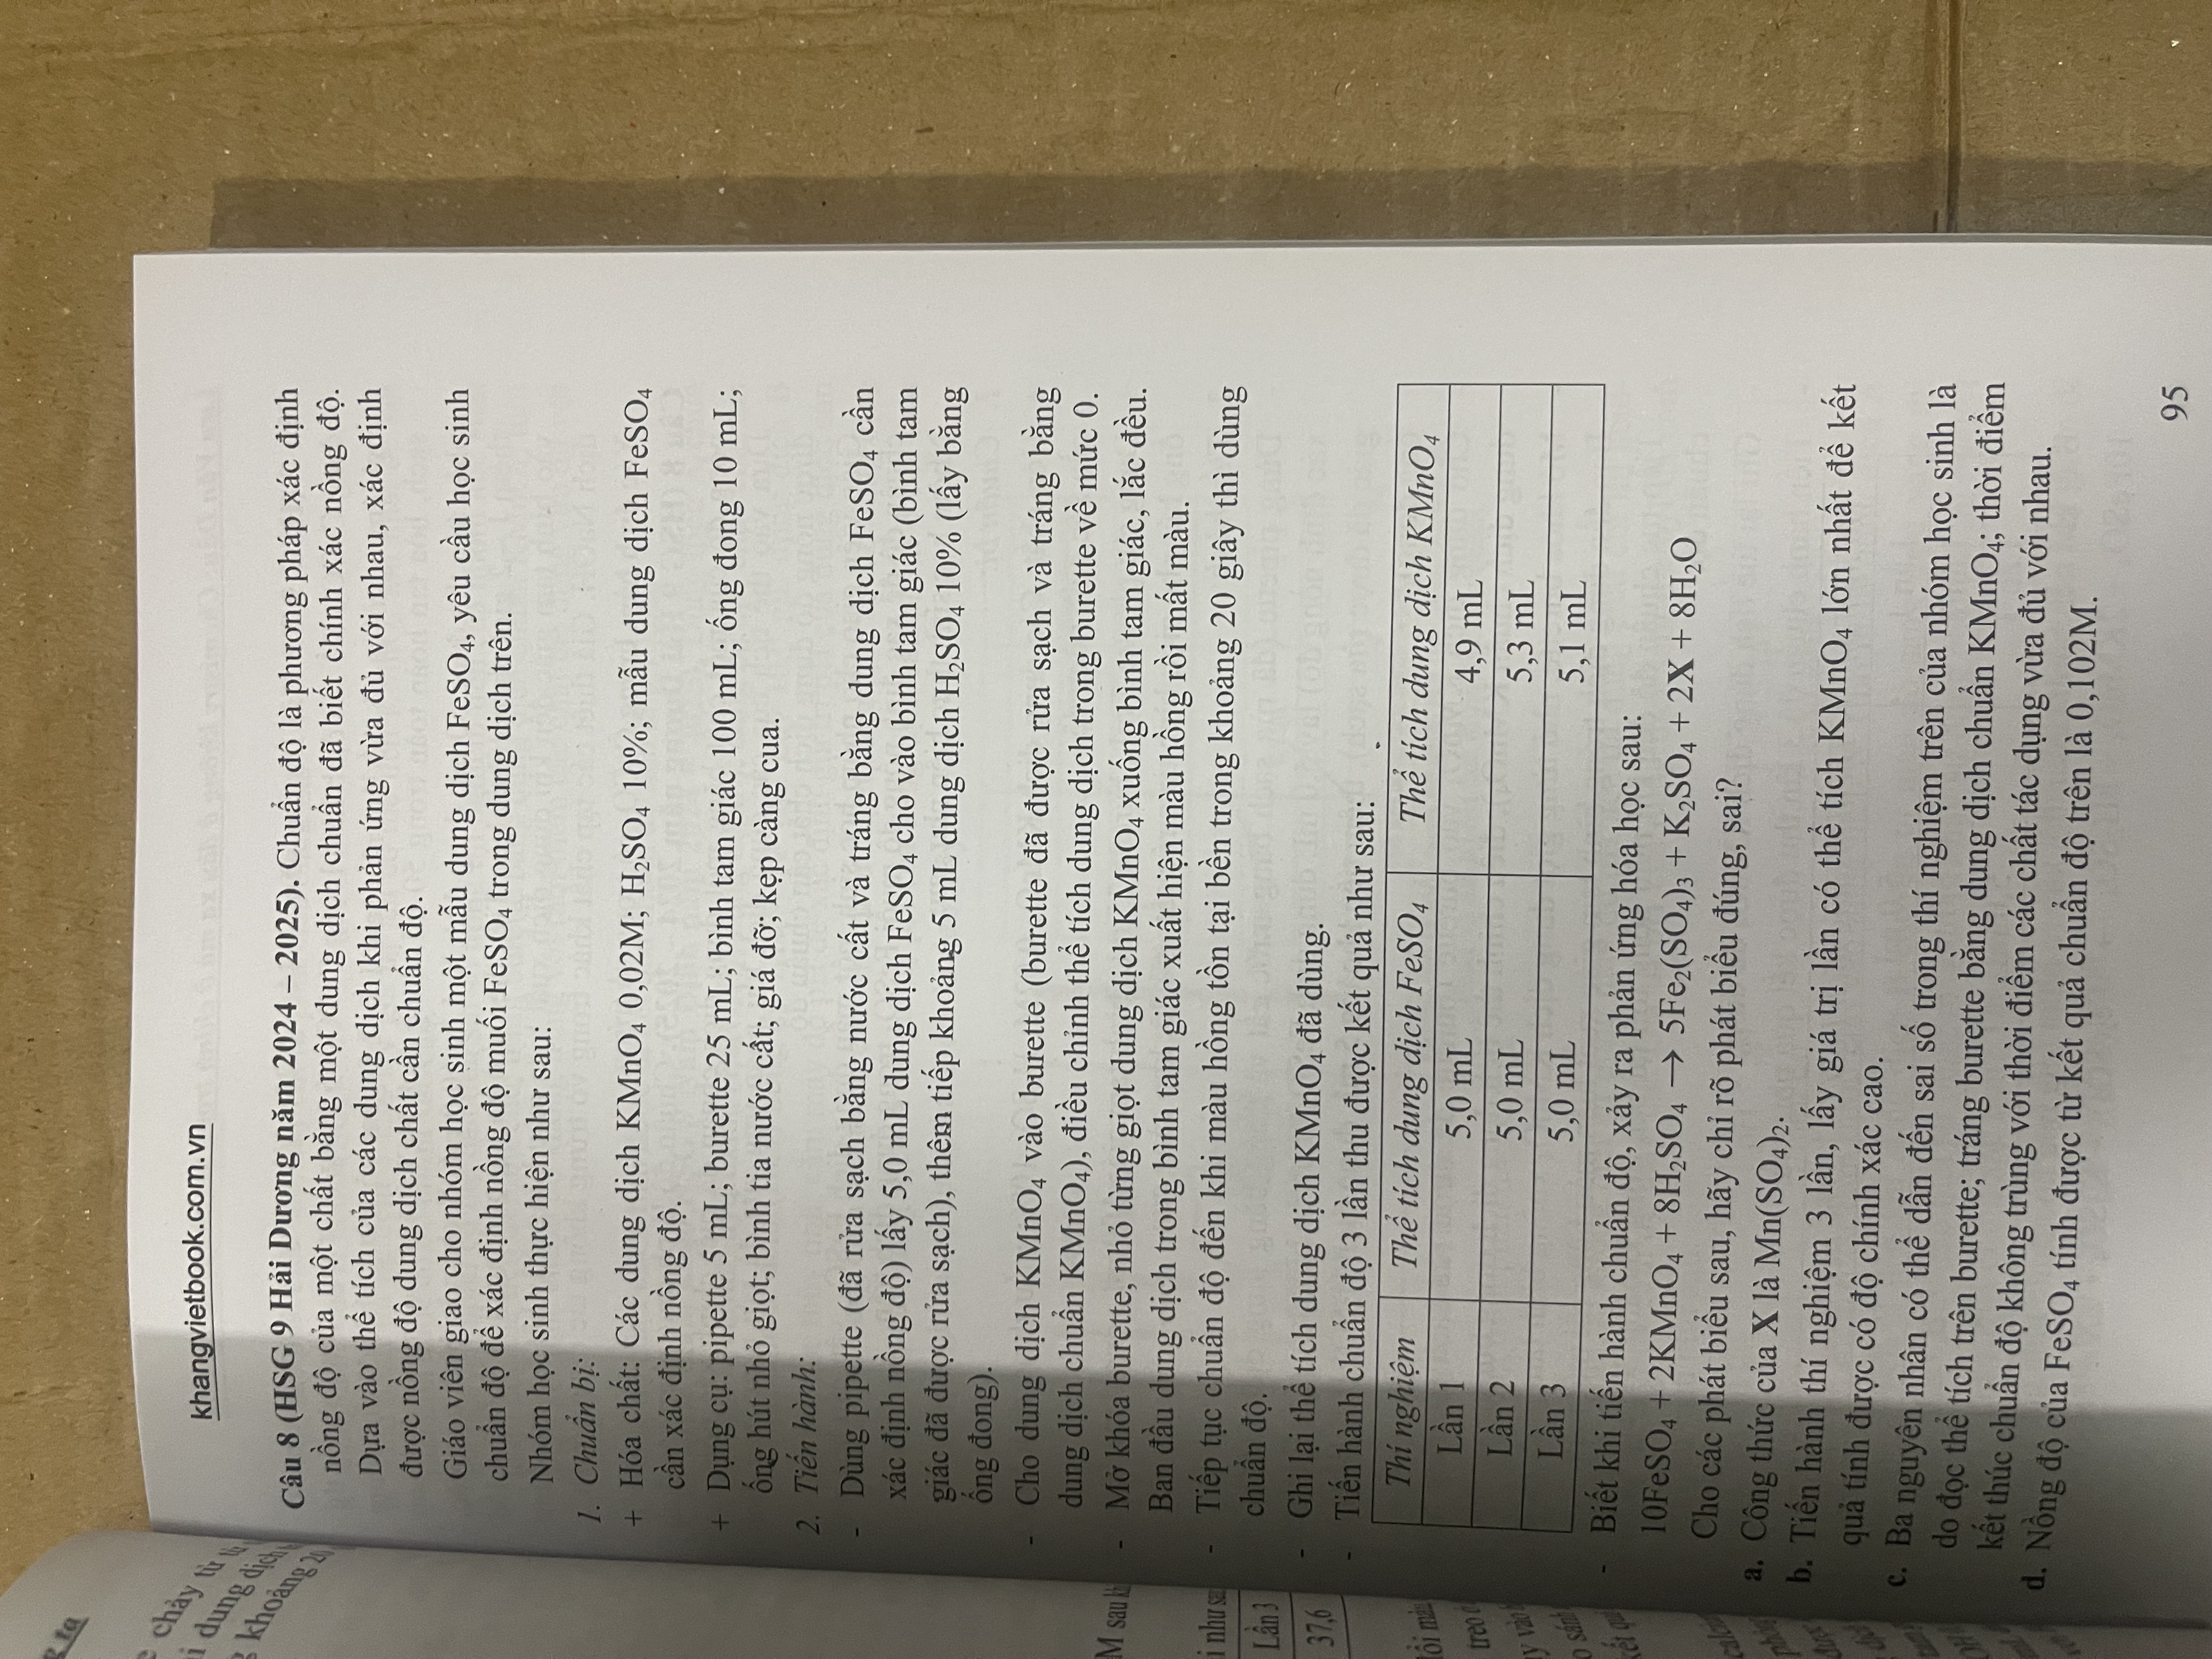 khangvietbook.com.vn
Câu 8 (HSG 9 Hải Dương năm 2024 – 2025). Chuẩn độ là phương pháp xác định
nồng độ của một chất bằng một dung dịch chuẩn đã biết chính xác nồng độ.
Dựa vào thể tích của các dung dịch khi phản ứng vừa đủ với nhau, xác định
được nồng độ dung dịch chất cần chuẩn độ.
Giáo viên giao cho nhóm học sinh một mẫu dung dịch FeSO₄, yêu cầu học sinh
chuẩn độ để xác định nồng độ muối FeSO₄ trong dung dịch trên.
Nhóm học sinh thực hiện như sau:
1. Chuẩn bị:
+ Hóa chất: Các dung dịch KMnO₄ 0,02M; H₂SO₄ 10%; mẫu dung dịch FeSO₄
cần xác định nồng độ.
+ Dụng cụ: pipette 5 mL; burette 25 mL; bình tam giác 100 mL; ống đong 10 mL;
ống hút nhỏ giọt; bình tia nước cất; giá đỡ; kẹp càng cua.
2. Tiến hành:
- Dùng pipette (đã rửa sạch bằng nước cất và tráng bằng dung dịch FeSO₄ cần
xác định nồng độ) lấy 5,0 mL dung dịch FeSO₄ cho vào bình tam giác (bình tam
giác đã được rửa sạch), thêm tiếp khoảng 5 mL dung dịch H₂SO₄ 10% (lấy bằng
ống đong).
- Cho dung dịch KMnO₄ vào burette (burette đã được rửa sạch và tráng bằng
dung dịch chuẩn KMnO₄), điều chỉnh thể tích dung dịch trong burette về mức 0.
- Mở khóa burette, nhỏ từng giọt dung dịch KMnO₄ xuống bình tam giác, lắc đều.
Ban đầu dung dịch trong bình tam giác xuất hiện màu hồng rồi mất màu.
- Tiếp tục chuẩn độ đến khi màu hồng tồn tại bền trong khoảng 20 giây thì dừng
chuẩn độ.
- Ghi lại thể tích dung dịch KMnO₄ đã dùng.
- Tiến hành chuẩn độ 3 lần thu được kết quả như sau:
Thí nghiệm Thể tích dung dịch FeSO₄ Thể tích dung dịch KMnO₄
Lần 1 5,0 mL 4,9 mL
Lần 2 5,0 mL 5,3 mL
Lần 3 5,0 mL 5,1 mL
- Biết khi tiến hành chuẩn độ, xảy ra phản ứng hóa học sau:
10FeSO₄ + 2KMnO₄ + 8H₂SO₄ → 5Fe₂(SO₄)₃ + K₂SO₄ + 2X + 8H₂O
Cho các phát biểu sau, hãy chỉ rõ phát biểu đúng, sai?
a. Công thức của X là Mn(SO₄)₂.
b. Tiến hành thí nghiệm 3 lần, lấy giá trị lần có thể tích KMnO₄ lớn nhất để kết
quả tính được có độ chính xác cao.
c. Ba nguyên nhân có thể dẫn đến sai số trong thí nghiệm trên của nhóm học sinh là
do đọc thể tích trên burette; tráng burette bằng dung dịch chuẩn KMnO₄; thời điểm
kết thúc chuẩn độ không trùng với thời điểm các chất tác dụng vừa đủ với nhau.
d. Nồng độ của FeSO₄ tính được từ kết quả chuẩn độ trên là 0,102M.
95
chảy từ từ
dung dịch
khoảng 20
M sau
Lần 3
37,6